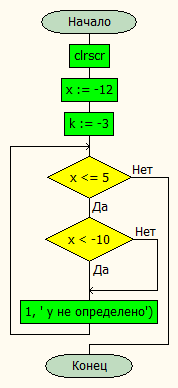 Начало
clrscr
x := -12
k := -3
x <= 5
Нет
Да
x < -10
Нет
Да
1, ' y не определено')
Конец